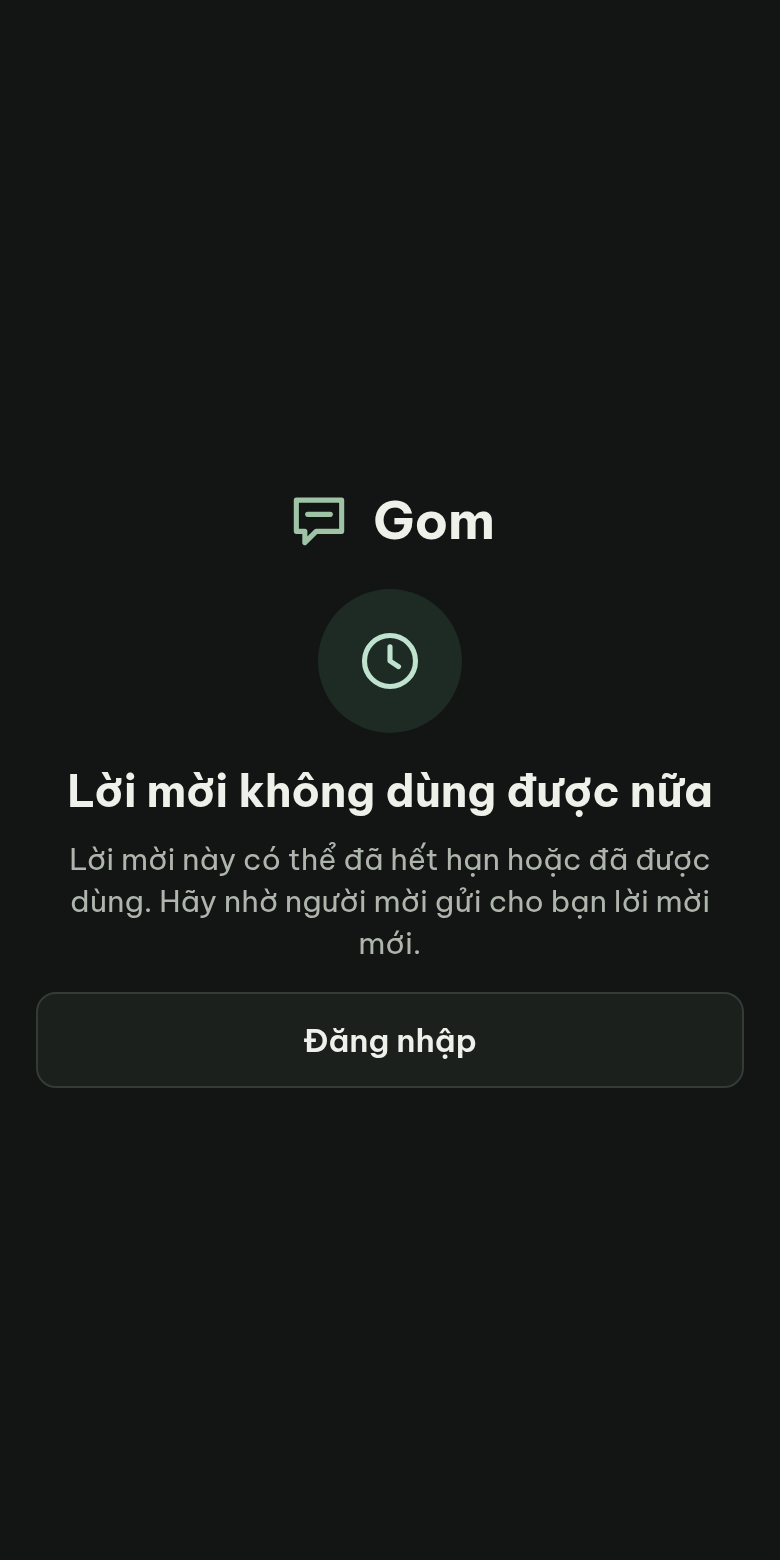 Gom
Lời mời không dùng được nữa
Lời mời này có thể đã hết hạn hoặc đã được
dùng. Hãy nhờ người mời gửi cho bạn lời mời
mới.
Đăng nhập